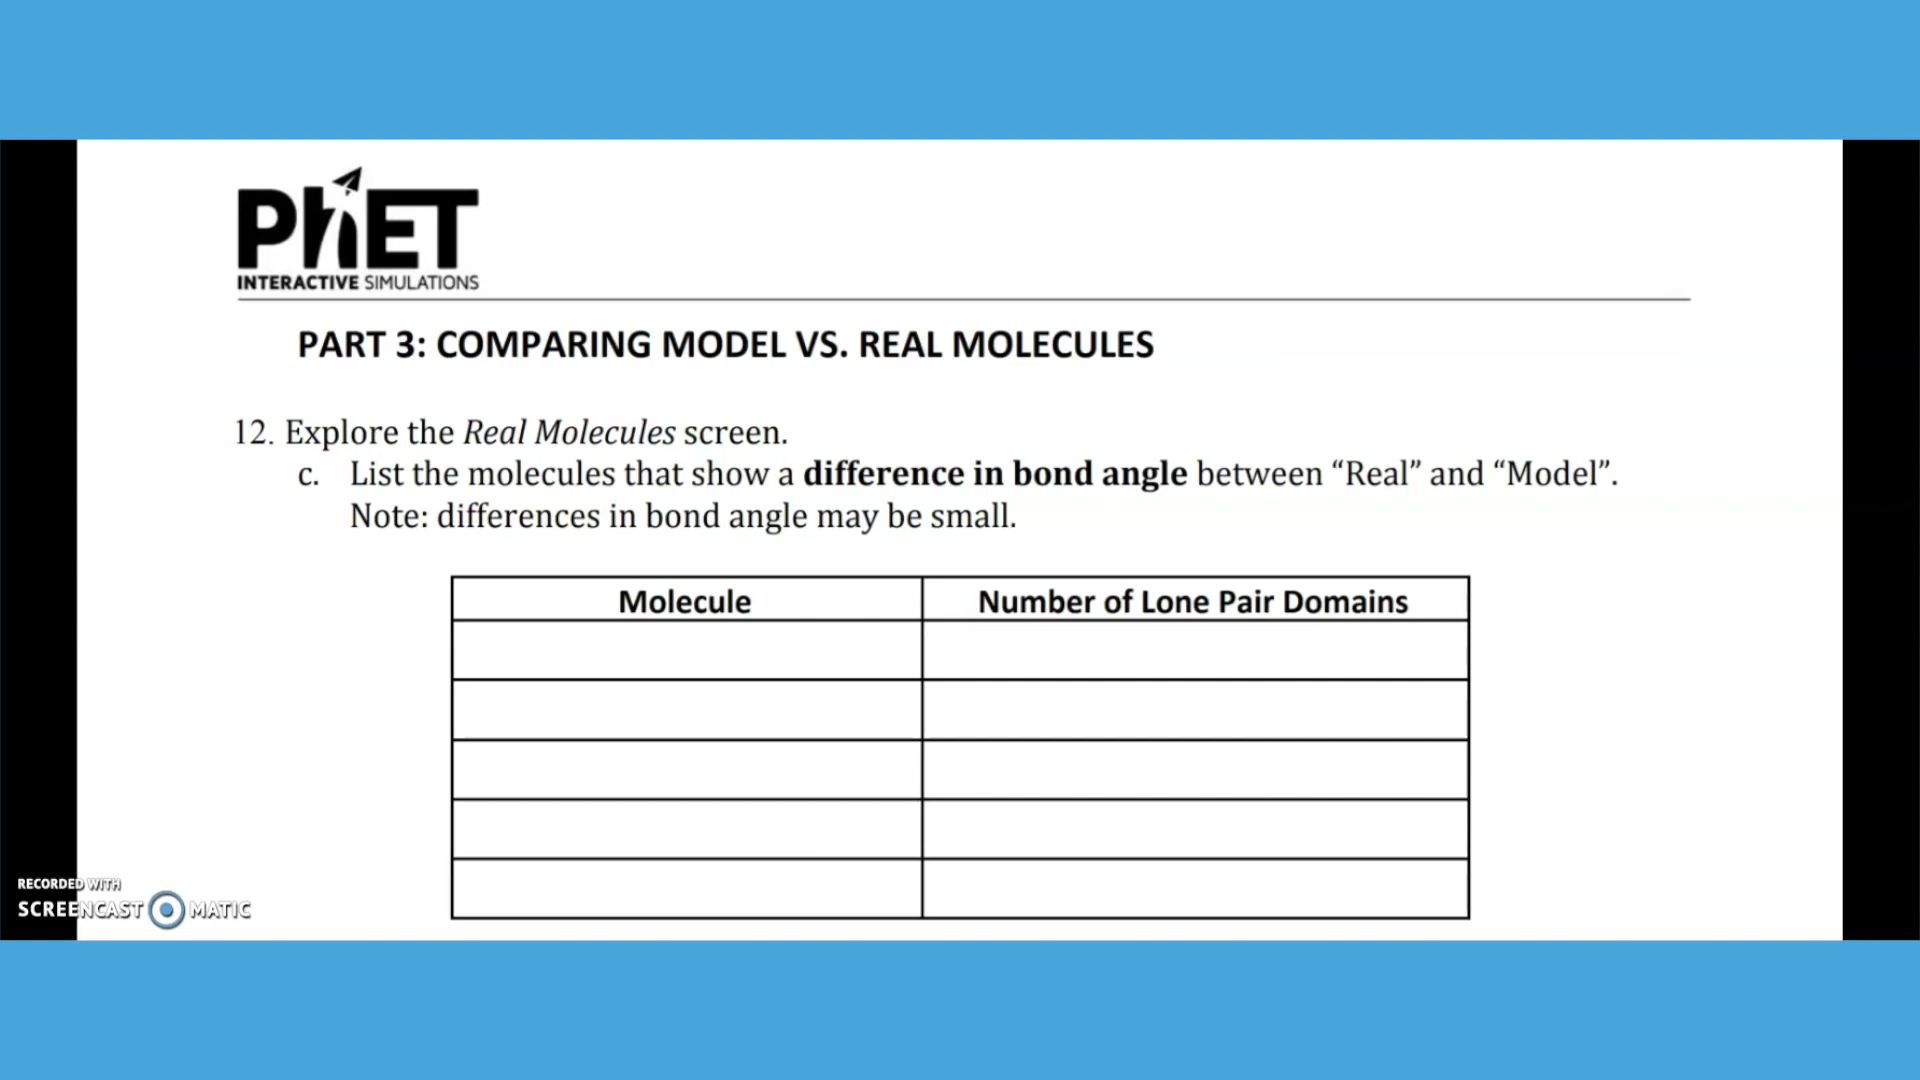 PhET
INTERACTIVE SIMULATIONS
PART 3: COMPARING MODEL VS. REAL MOLECULES
12. Explore the Real Molecules screen.
c. List the molecules that show a difference in bond angle between “Real” and “Model”.
Note: differences in bond angle may be small.
Molecule Number of Lone Pair Domains
RECORDED WITH
SCREENCAST MATIC